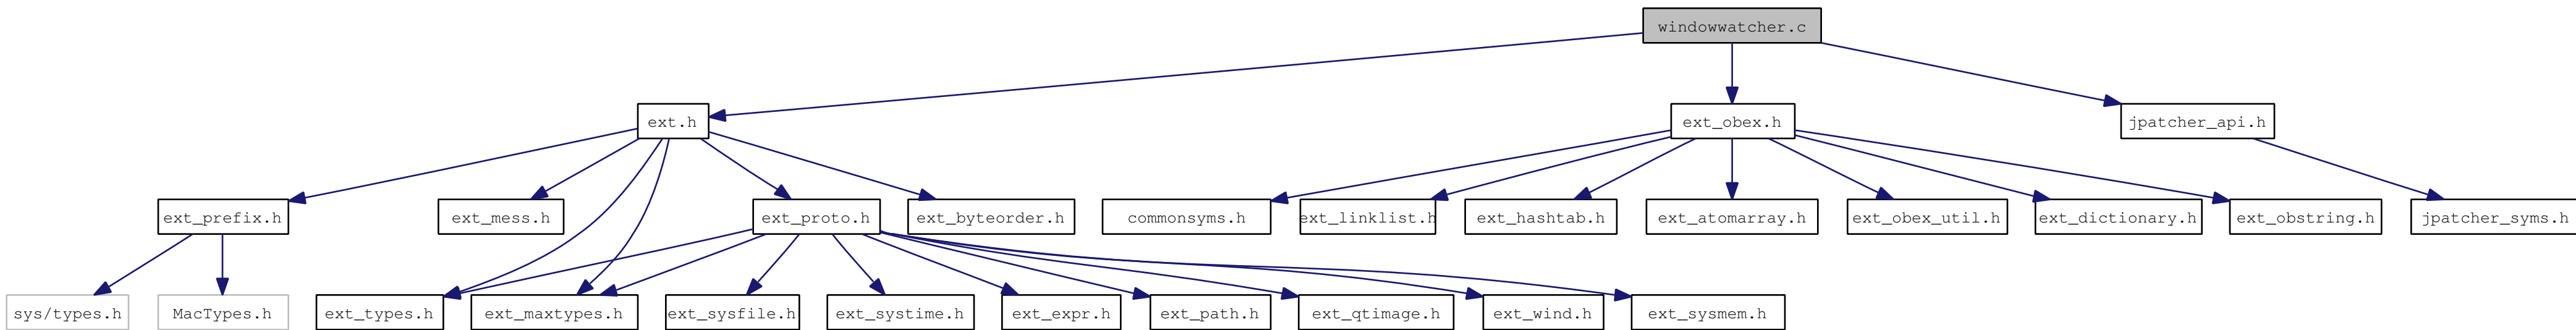 windowwatcher.c
ext.h
ext_obex.h
jpatcher_api.h
ext_prefix.h
ext_mess.h
ext_proto.h
ext_byteorder.h
commonsyms.h
ext_linklist.h
ext_hashtab.h
ext_atomarray.h
ext_obex_util.h
ext_dictionary.h
ext_obstring.h
jpatcher_syms.h
sys/types.h
MacTypes.h
ext_types.h
ext_maxtypes.h
ext_sysfile.h
ext_systime.h
ext_expr.h
ext_path.h
ext_qtimage.h
ext_wind.h
ext_sysmem.h